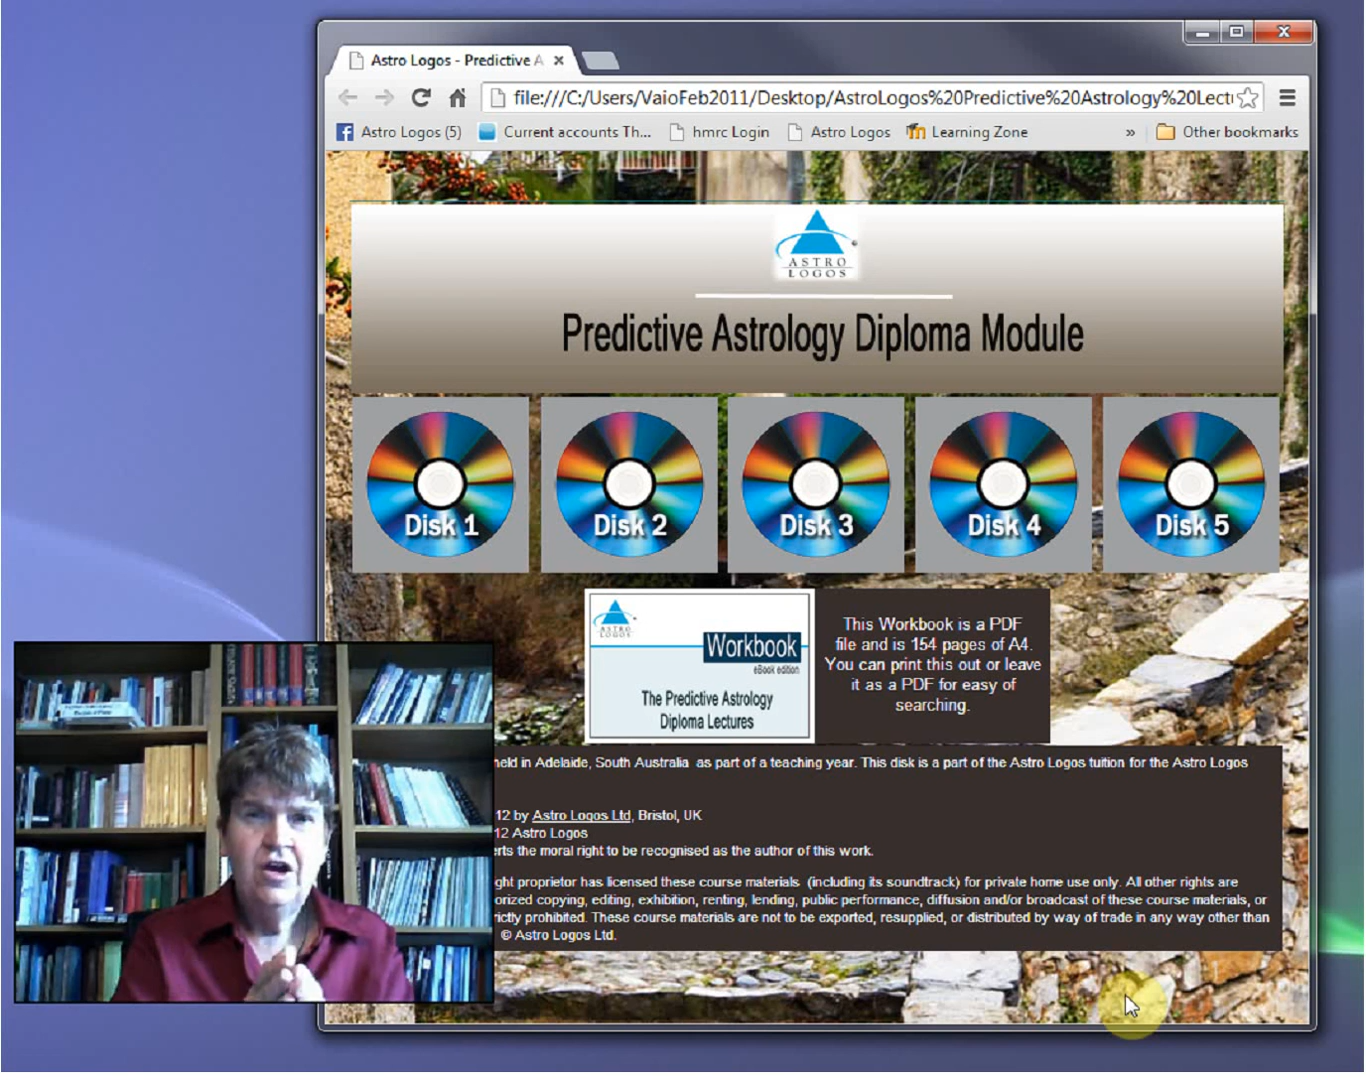 Astro Logos - Predictive A
file:///C:/Users/VaioFeb2011/Desktop/AstroLogos%20Predictive%20Astrology%20Lect
Astro Logos (5) Current accounts Th... hmrc Login Astro Logos Learning Zone » Other bookmarks
ASTRO
LOGOS
Predictive Astrology Diploma Module
Disk 1 Disk 2 Disk 3 Disk 4 Disk 5
ASTRO
LOGOS
Workbook
eBook edition
The Predictive Astrology
Diploma Lectures
This Workbook is a PDF
file and is 154 pages of A4.
You can print this out or leave
it as a PDF for easy of
searching.
held in Adelaide, South Australia as part of a teaching year. This disk is a part of the Astro Logos tuition for the Astro Logos
12 by Astro Logos Ltd, Bristol, UK
12 Astro Logos
erts the moral right to be recognised as the author of this work.
ght proprietor has licensed these course materials (including its soundtrack) for private home use only. All other rights are
orized copying, editing, exhibition, renting, lending, public performance, diffusion and/or broadcast of these course materials, or
rictly prohibited. These course materials are not to be exported, resupplied, or distributed by way of trade in any way other than
© Astro Logos Ltd.